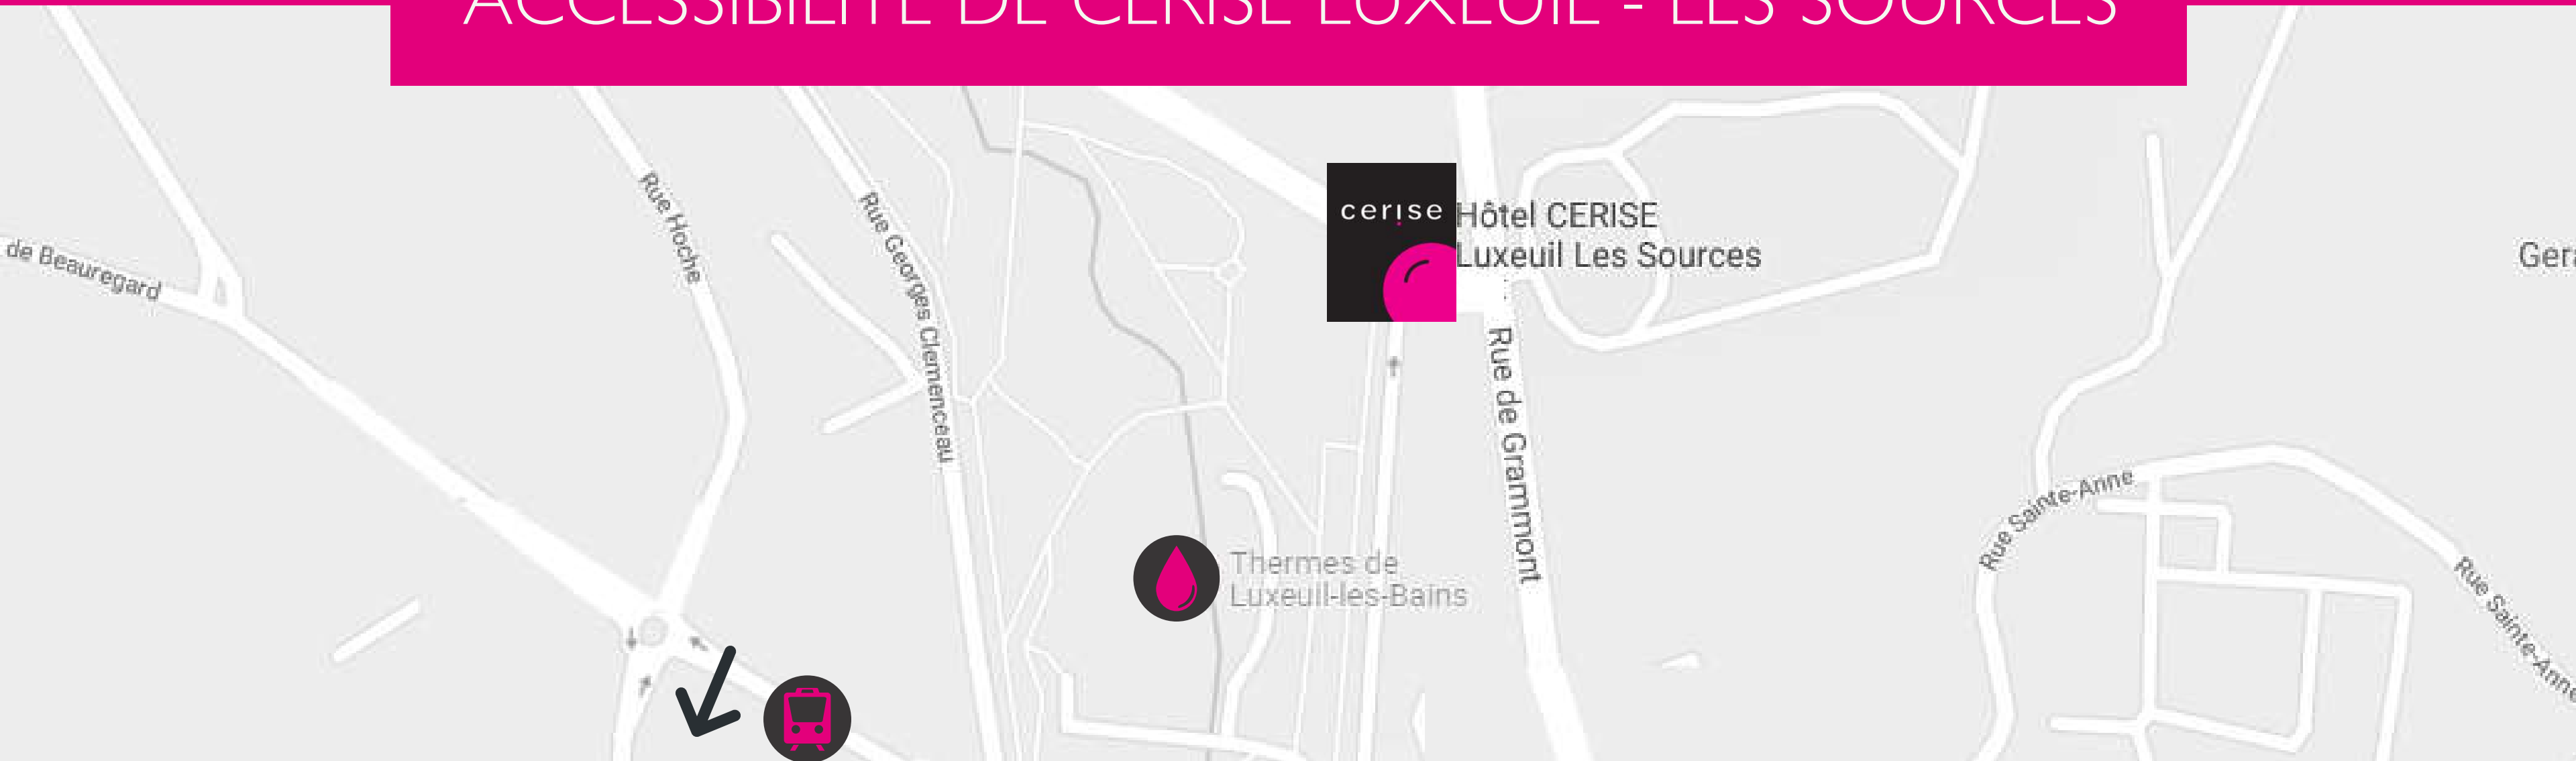 ACCESSIBILITÉ DE CERISE LUXEUIL - LES SOURCES
de Beauregard
Rue Hoche
Rue Georges Clemenceau
cerise
Hôtel CERISE
Luxeuil Les Sources
Rue de Grammont
Thermes de
Luxeuil-les-Bains
Rue Sainte-Anne
Rue Sainte-Anne